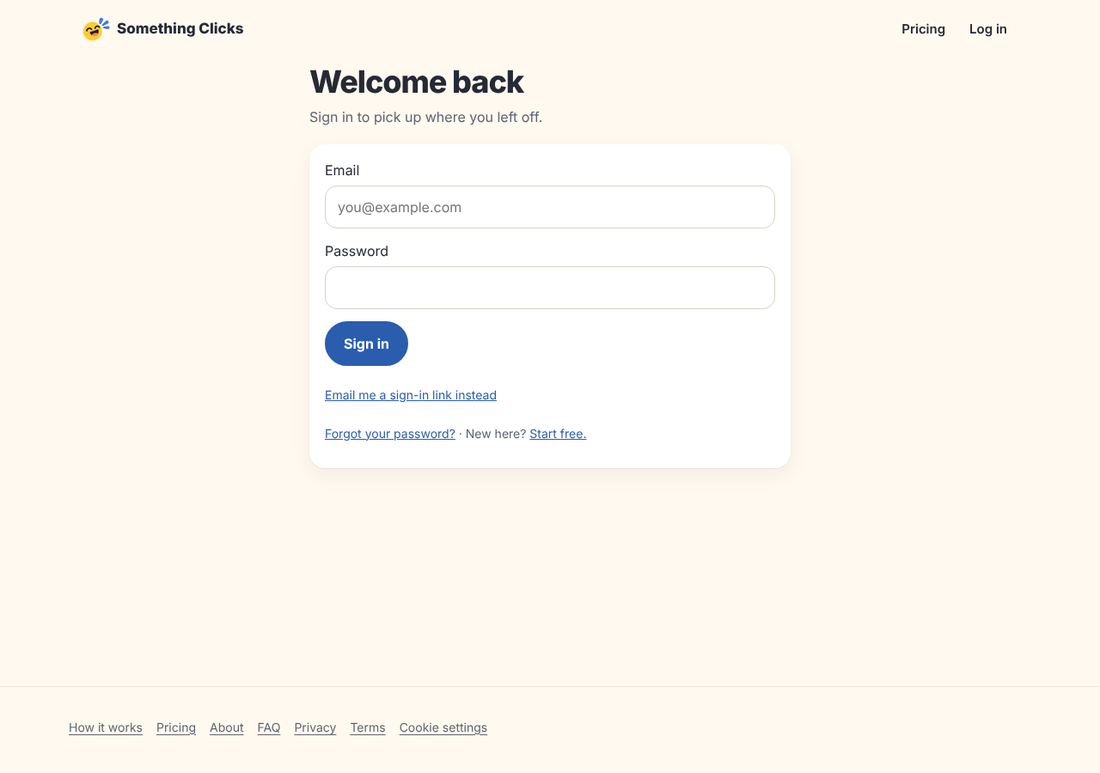 Something Clicks
Pricing
Log in
Welcome back
Sign in to pick up where you left off.
Email
you@example.com
Password
Sign in
Email me a sign-in link instead
Forgot your password? · New here? Start free.
How it works Pricing About FAQ Privacy Terms Cookie settings